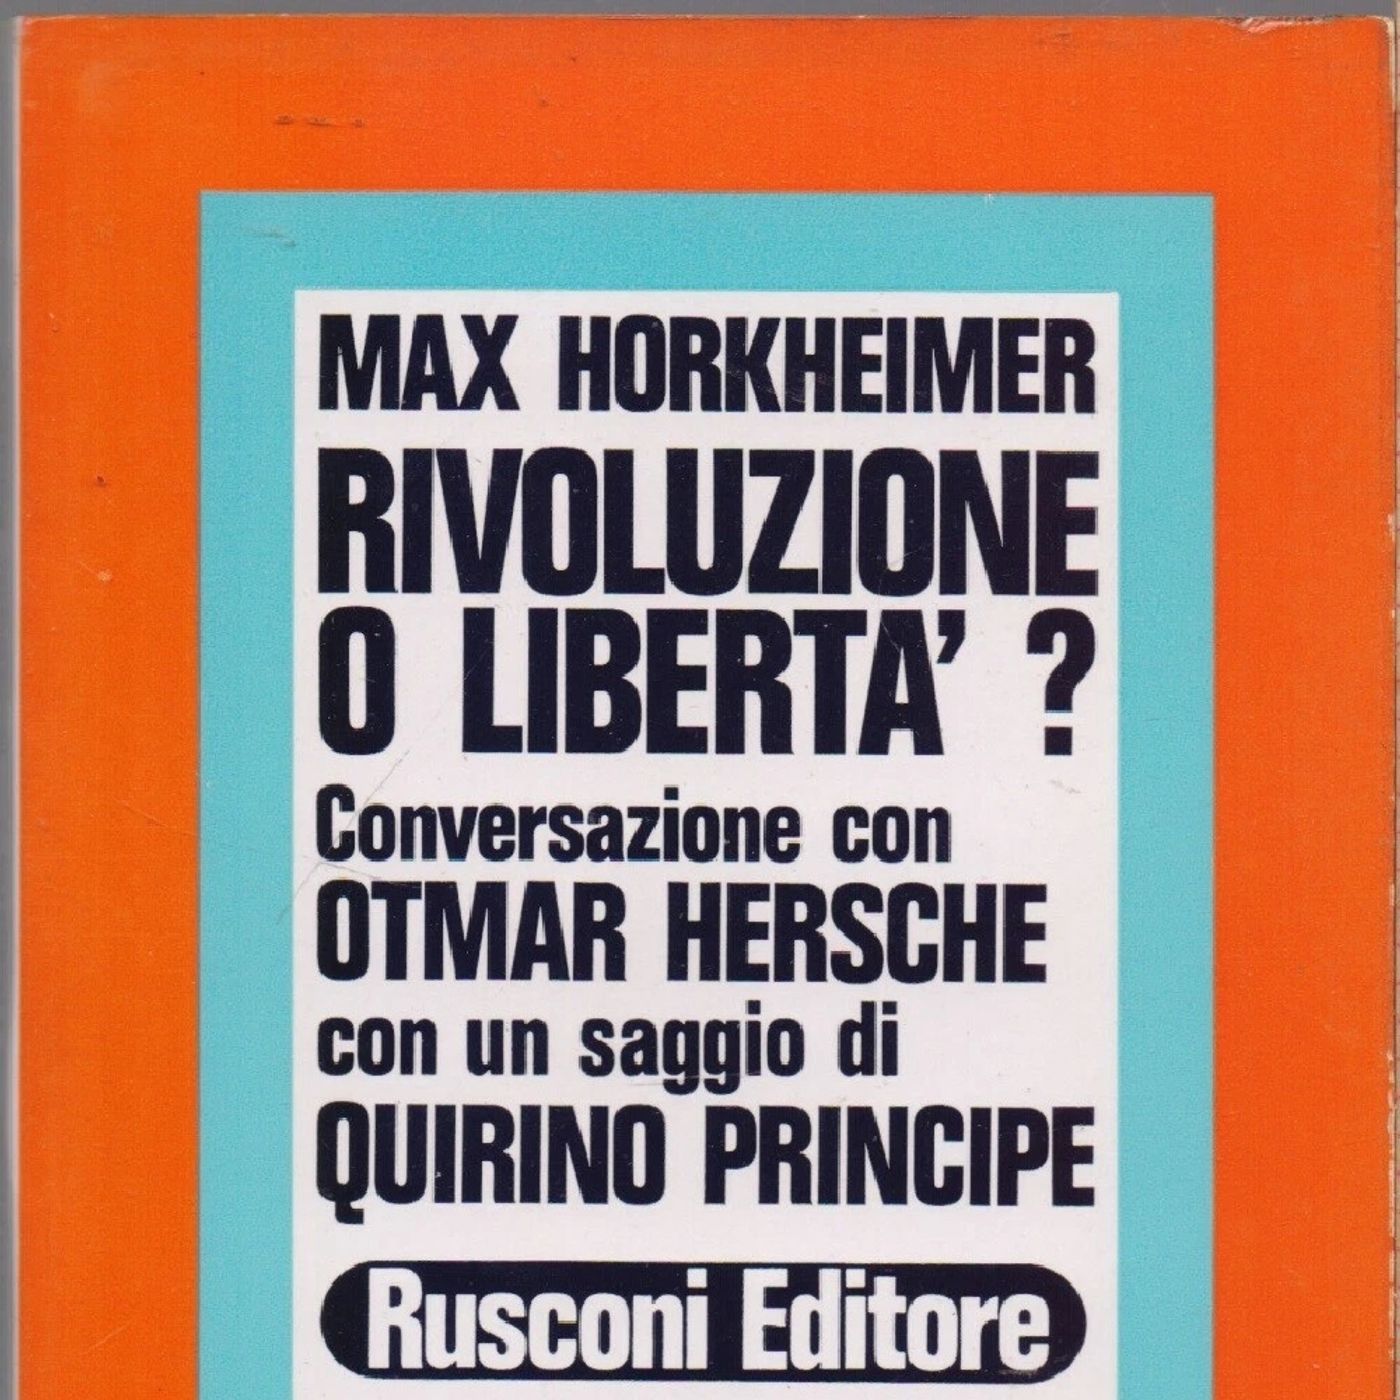 MAX HORKHEIMER
RIVOLUZIONE
O LIBERTA' ?
Conversazione con
OTMAR HERSCHE
con un saggio di
QUIRINO PRINCIPE
Rusconi Editore